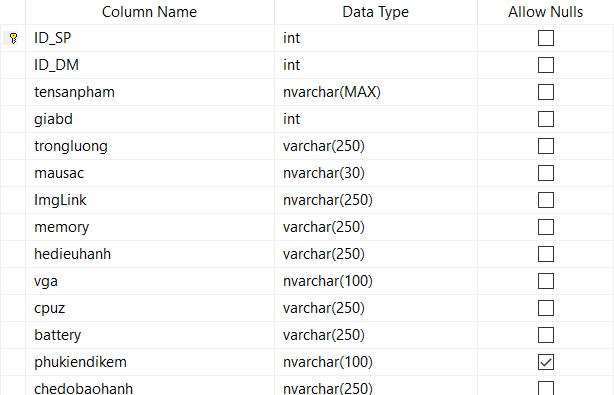 Column Name Data Type Allow Nulls
ID_SP int
ID_DM int
tensanpham nvarchar(MAX)
giabd int
trongluong varchar(250)
mausac nvarchar(30)
ImgLink nvarchar(250)
memory varchar(250)
hedieuhanh varchar(250)
vga nvarchar(100)
cpuz varchar(250)
battery varchar(250)
phukiendikem nvarchar(100)
chedobaohanh nvarchar(250)